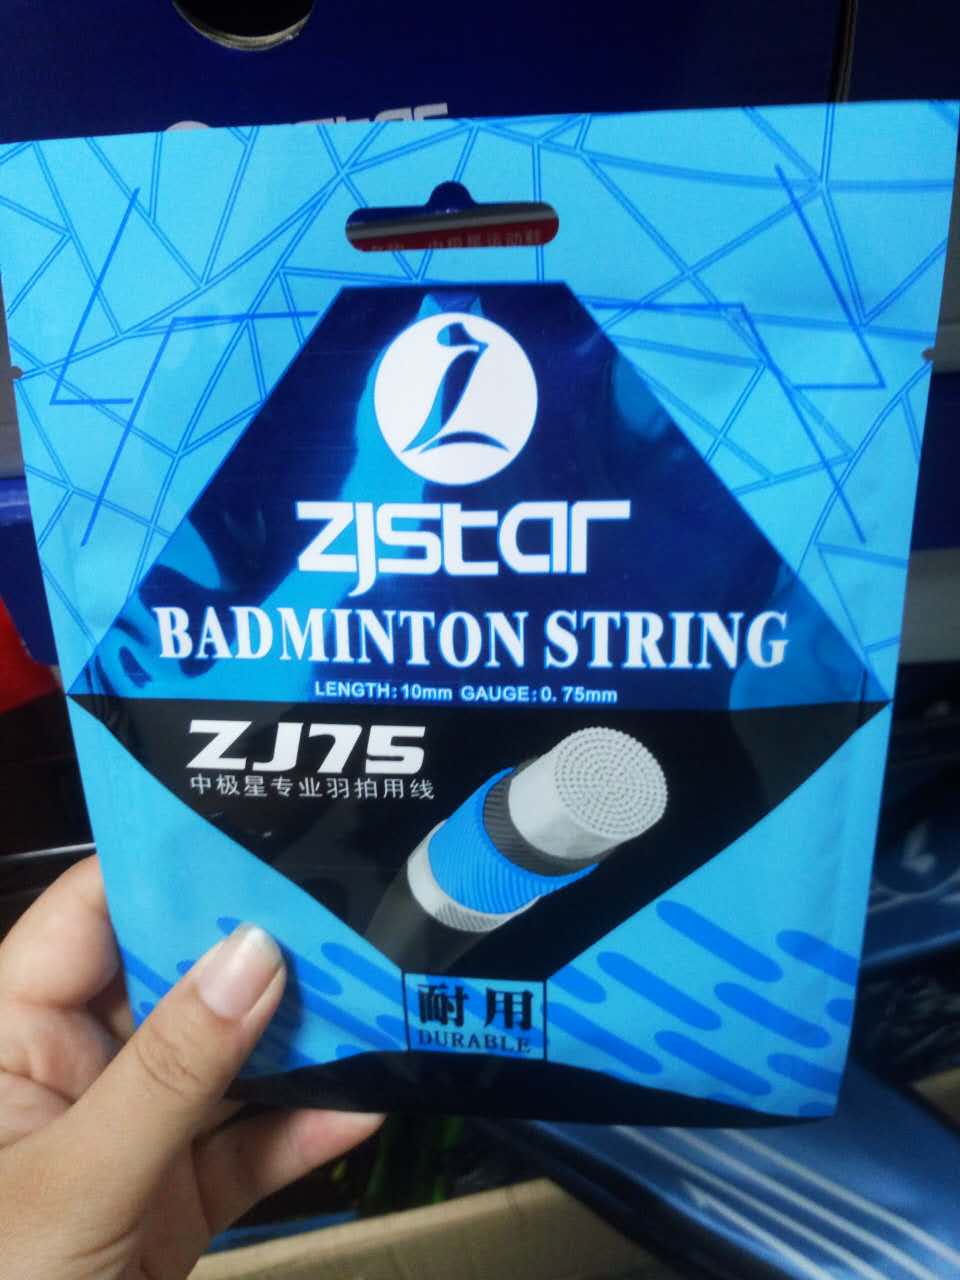 zjstar
BADMINTON STRING
LENGTH:10mm GAUGE:0.75mm
ZJ75
中极星专业羽拍用线
耐用
DURABLE